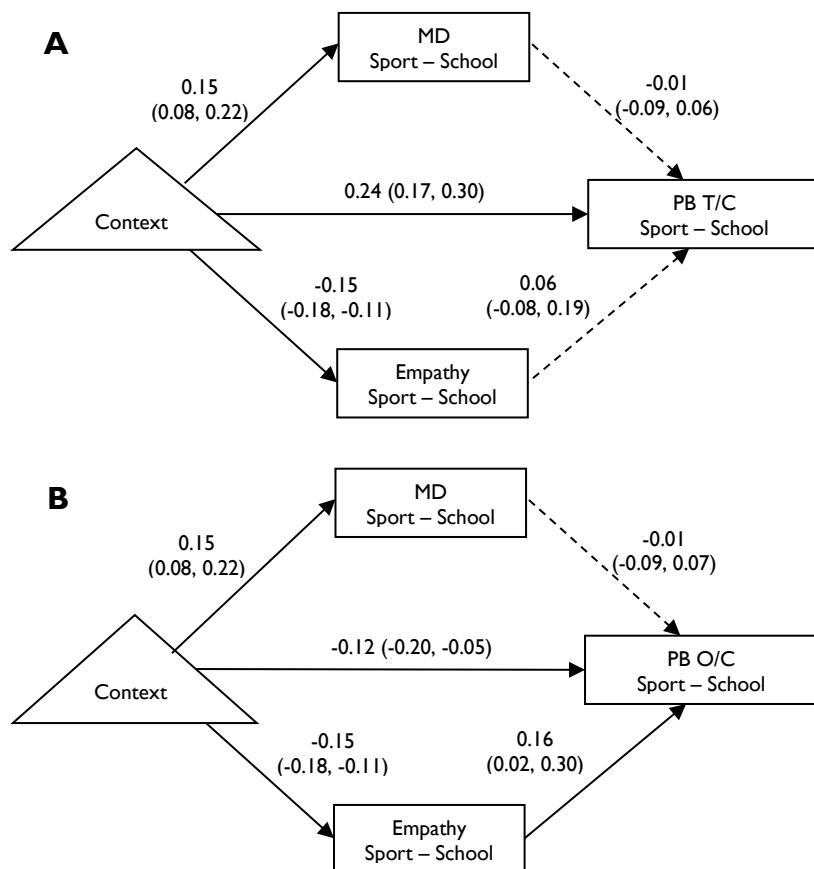 A
MD
Sport – School
0.15
(0.08, 0.22)
-0.01
(-0.09, 0.06)
Context
0.24 (0.17, 0.30)
PB T/C
Sport – School
-0.15
(-0.18, -0.11)
0.06
(-0.08, 0.19)
Empathy
Sport – School
B
MD
Sport – School
0.15
(0.08, 0.22)
-0.01
(-0.09, 0.07)
Context
-0.12 (-0.20, -0.05)
PB O/C
Sport – School
-0.15
(-0.18, -0.11)
0.16
(0.02, 0.30)
Empathy
Sport – School